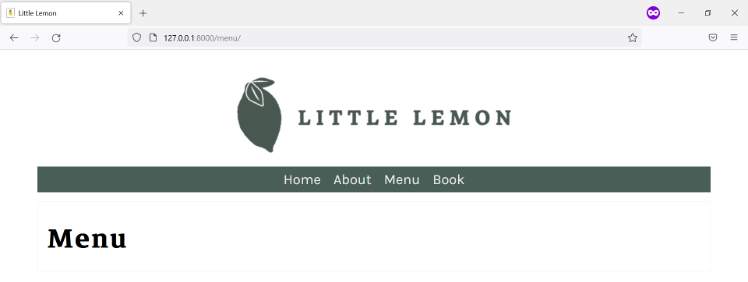 Little Lemon
127.0.0.1:8000/menu/
LITTLE LEMON
Home About Menu Book
Menu